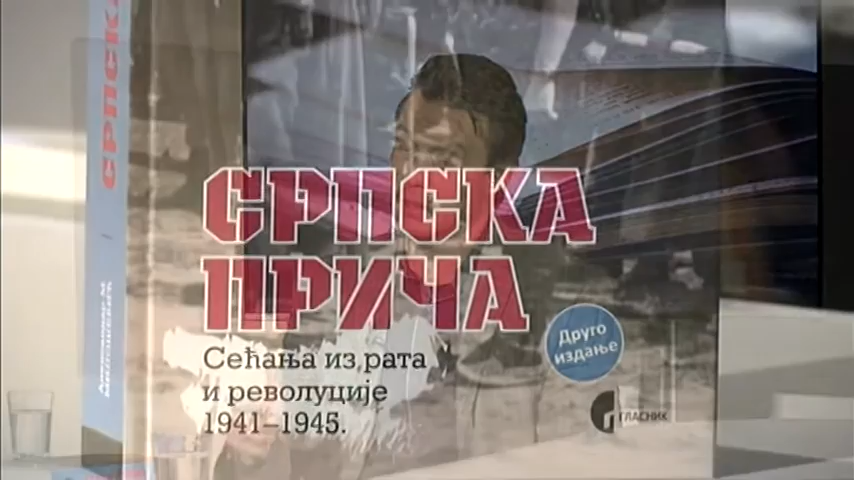 СРПСКА
ПРИЧА
Сећања из рата
и револуције
1941–1945.
Друго
издање
ГЛАСНИК
СРПСКА